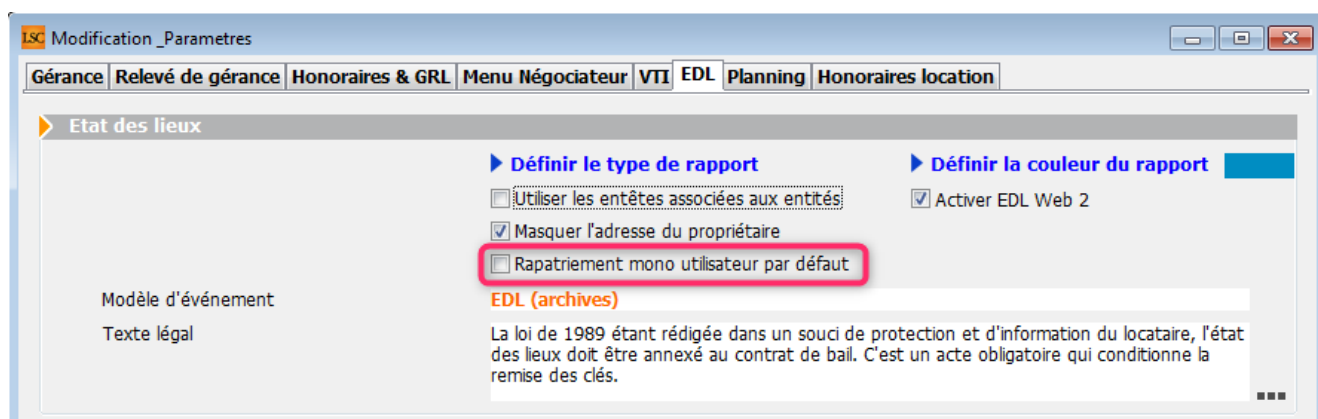 LSC Modification _Parametres
Gérance Relevé de gérance Honoraires & GRL Menu Négociateur VTI EDL Planning Honoraires location
Etat des lieux
Définir le type de rapport Définir la couleur du rapport
Utiliser les entêtes associées aux entités Activer EDL Web 2
Masquer l'adresse du propriétaire
Rapatriement mono utilisateur par défaut
Modèle d'événement EDL (archives)
Texte légal La loi de 1989 étant rédigée dans un souci de protection et d'information du locataire, l'état
des lieux doit être annexé au contrat de bail. C'est un acte obligatoire qui conditionne la
remise des clés.